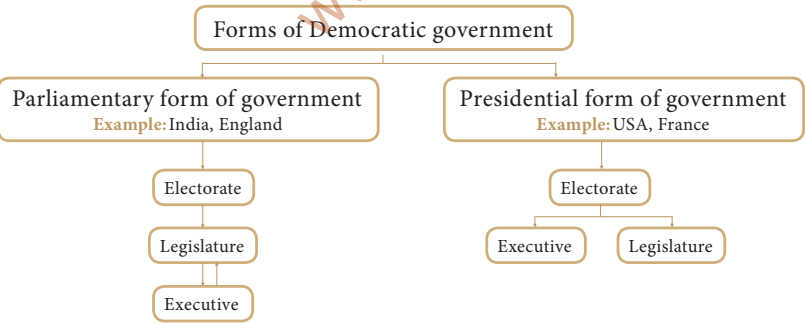 Forms of Democratic government
Parliamentary form of government
Example: India, England
Presidential form of government
Example: USA, France
Electorate
Electorate
Legislature
Executive
Legislature
Executive